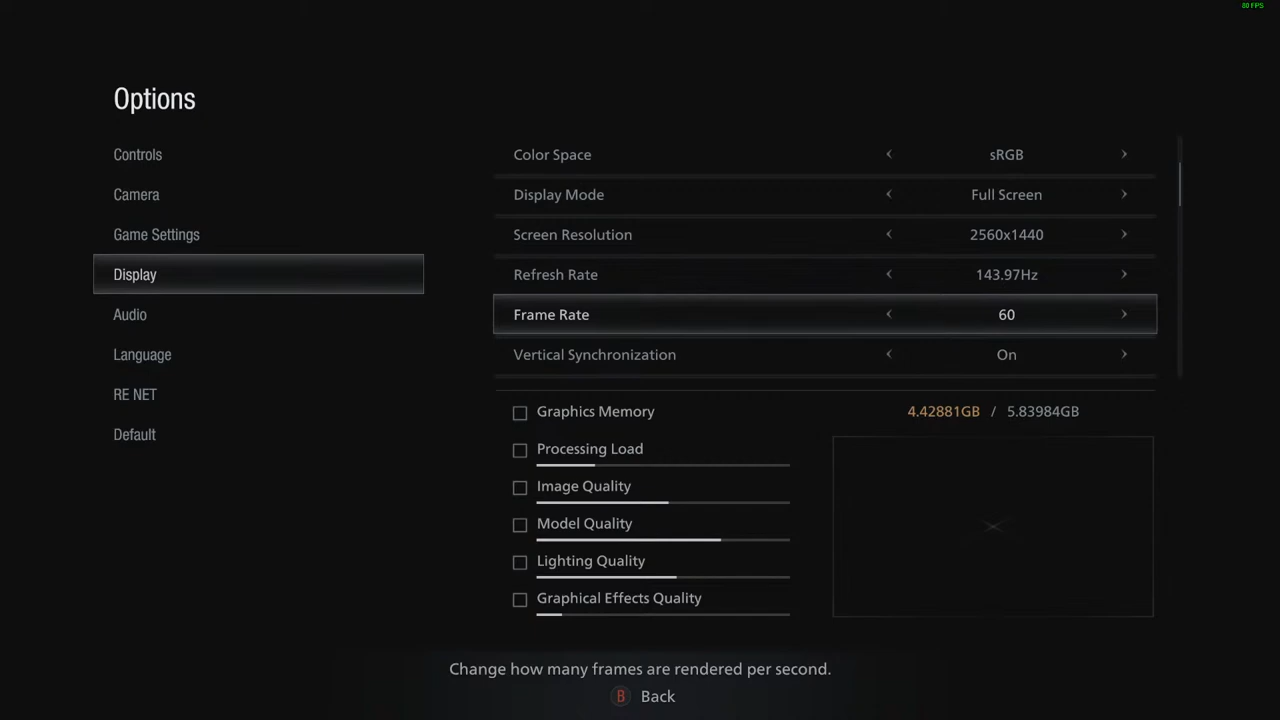 80 FPS
Options
Controls
Camera
Game Settings
Display
Audio
Language
RE NET
Default
Color Space sRGB
Display Mode Full Screen
Screen Resolution 2560x1440
Refresh Rate 143.97Hz
Frame Rate 60
Vertical Synchronization On
Graphics Memory 4.42881GB / 5.83984GB
Processing Load
Image Quality
Model Quality
Lighting Quality
Graphical Effects Quality
Change how many frames are rendered per second.
B Back